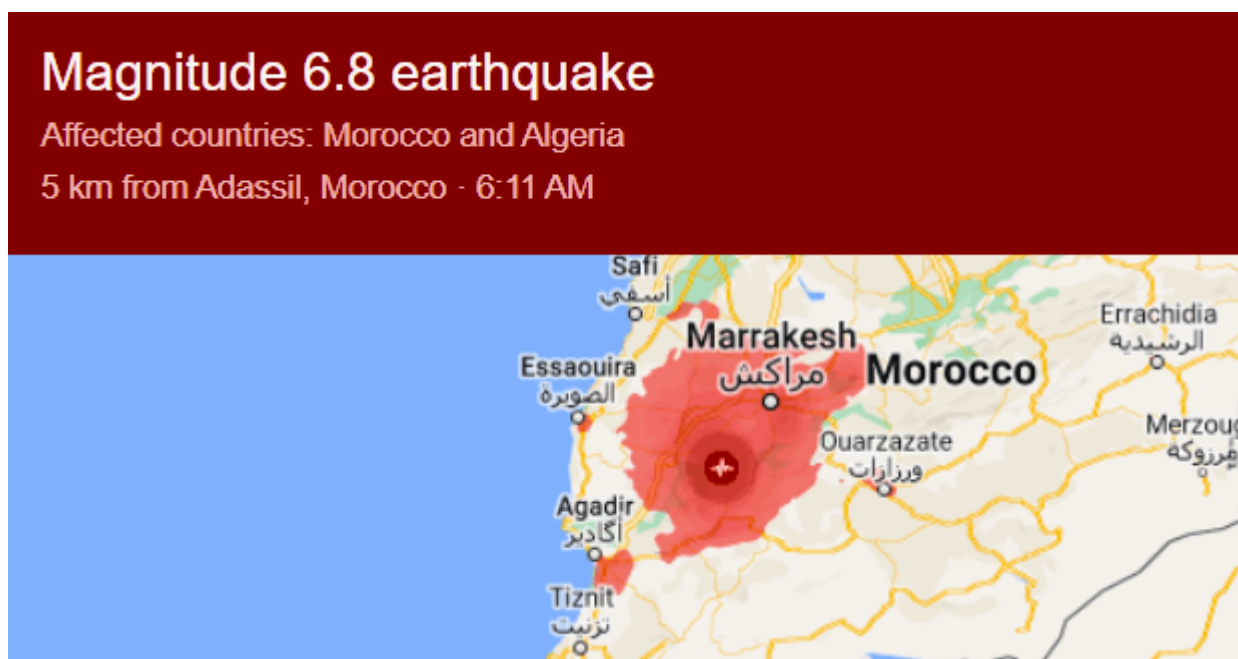 Magnitude 6.8 earthquake
Affected countries: Morocco and Algeria
5 km from Adassil, Morocco · 6:11 AM
Safi
أسفي
Errachidia
الرشيدية
Marrakesh
مراكش
Morocco
Essaouira
الصويرة
Merzoug
مرزوكة
Ouarzazate
ورزازات
Agadir
أكادير
Tiznit
تزنيت